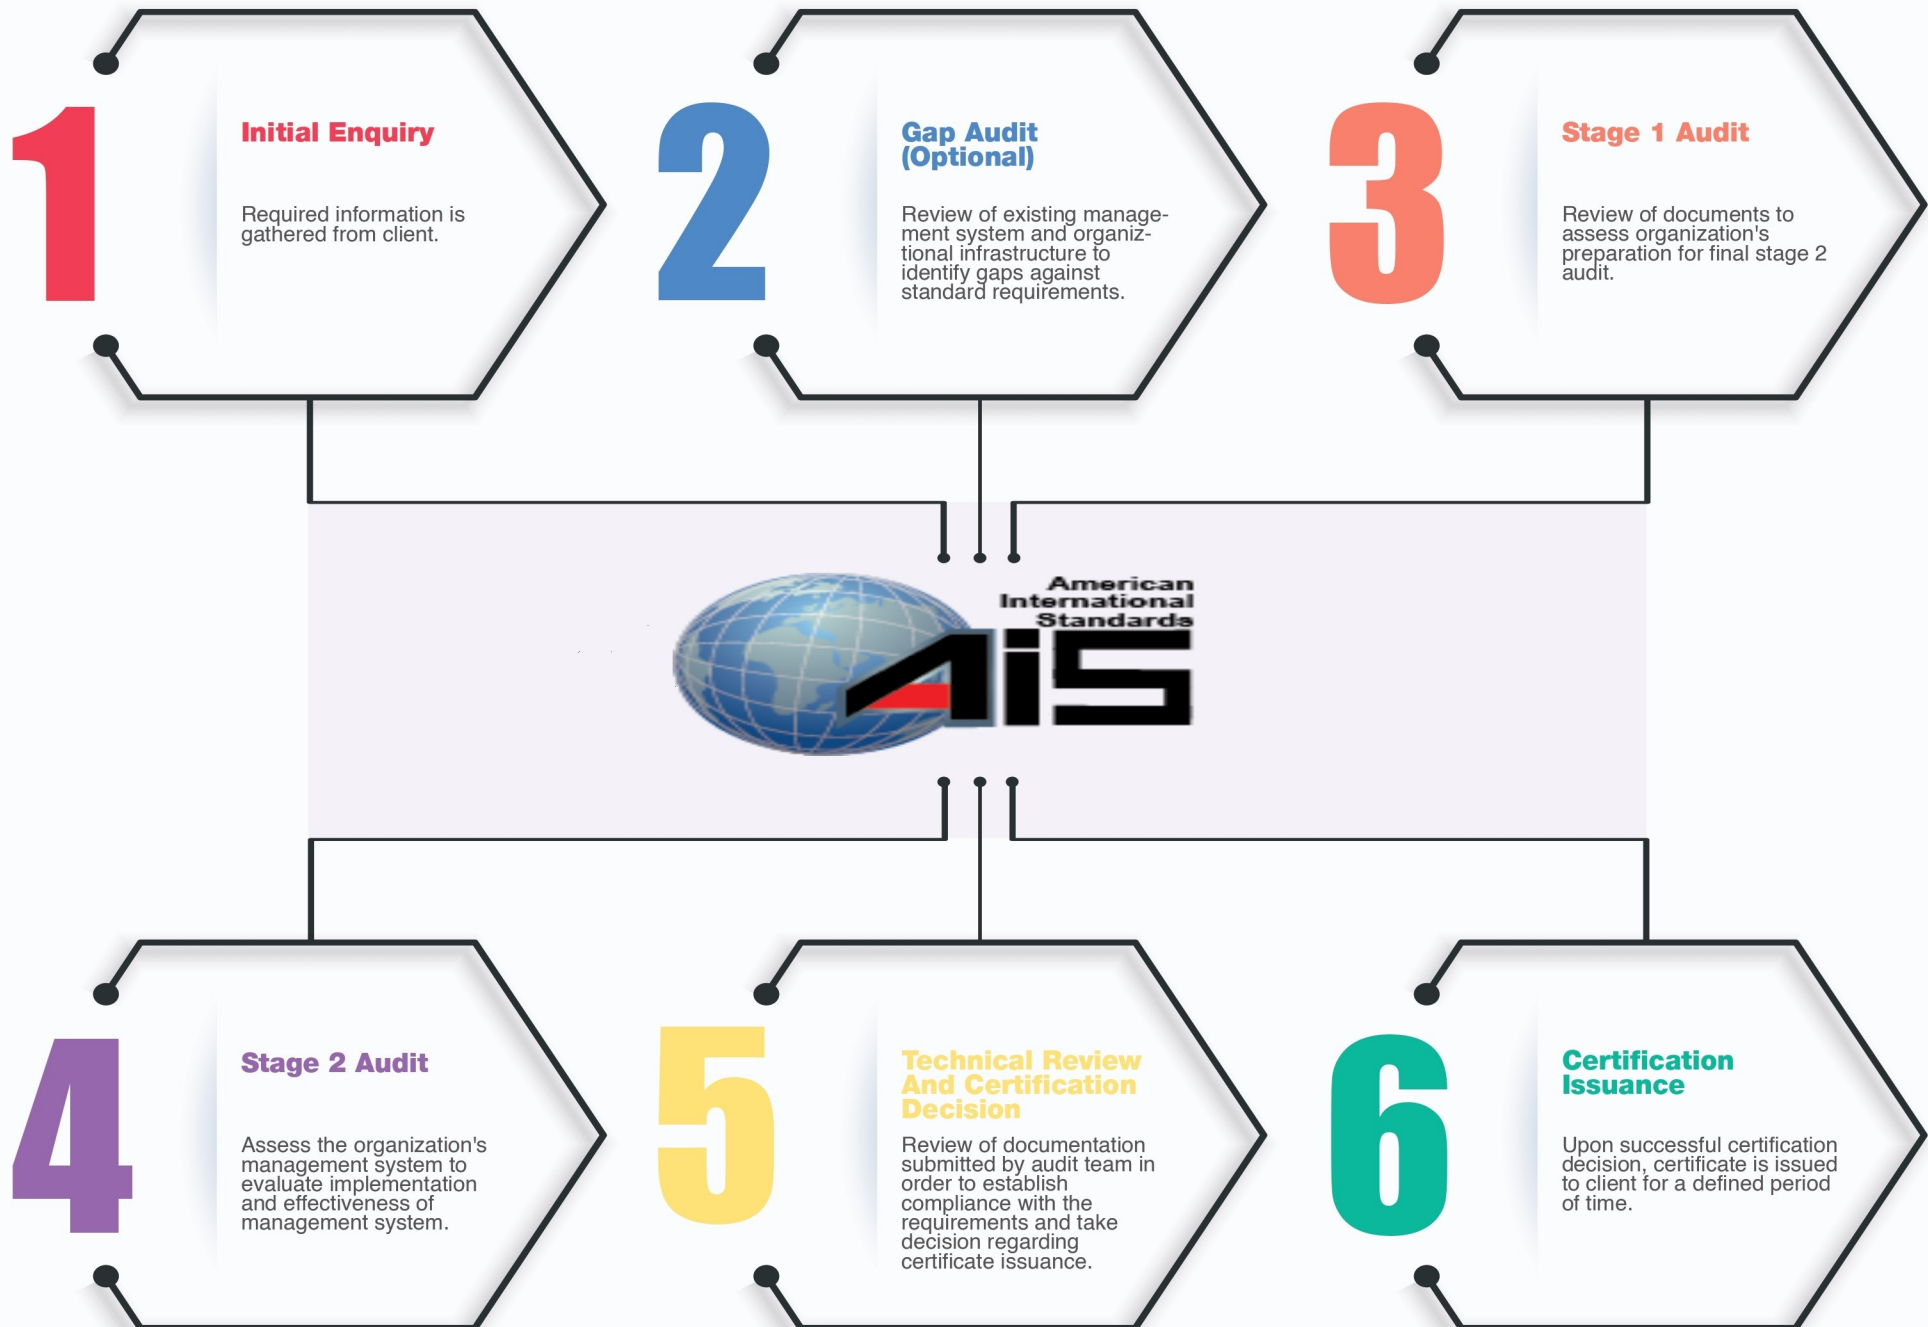 1
Initial Enquiry
Required information is
gathered from client.
2
Gap Audit
(Optional)
Review of existing manage-
ment system and organiz-
tional infrastructure to
identify gaps against
standard requirements.
3
Stage 1 Audit
Review of documents to
assess organization's
preparation for final stage 2
audit.
American
International
Standards
AiS
4
Stage 2 Audit
Assess the organization's
management system to
evaluate implementation
and effectiveness of
management system.
5
Technical Review
And Certification
Decision
Review of documentation
submitted by audit team in
order to establish
compliance with the
requirements and take
decision regarding
certificate issuance.
6
Certification
Issuance
Upon successful certification
decision, certificate is issued
to client for a defined period
of time.